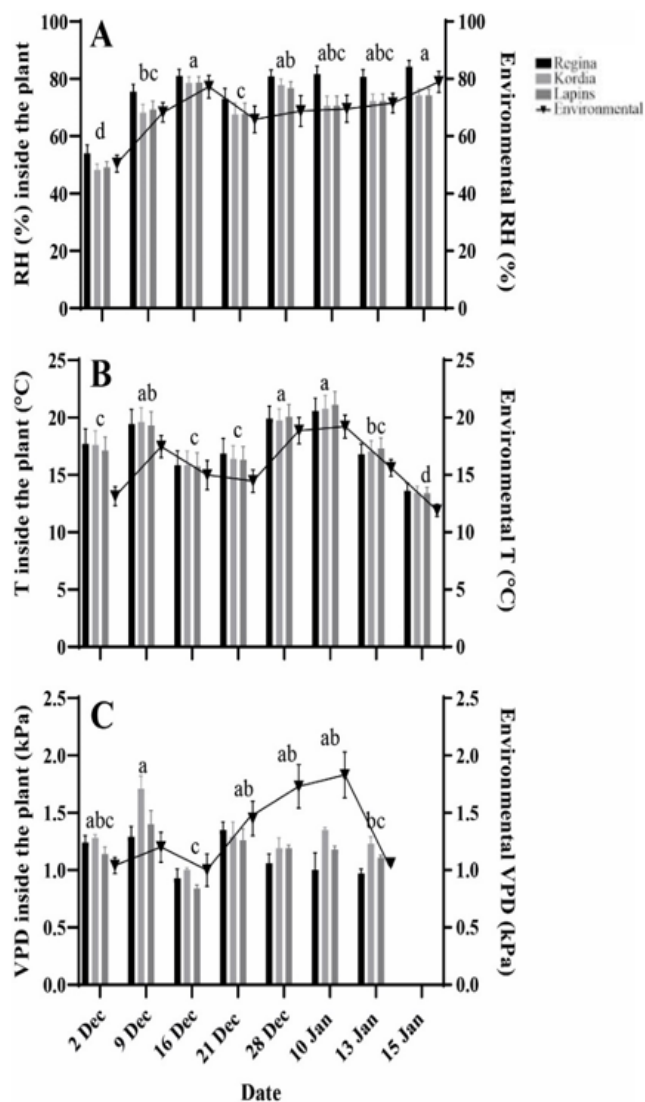 A
RH (%) inside the plant
100
80
60
40
20
0
d
bc
a
c
ab
abc
abc
a
100
80
60
40
20
0
Environmental RH (%)
Regina
Kordia
Lapins
Environmental
B
T inside the plant (°C)
25
20
15
10
5
0
c
ab
c
c
a
a
bc
d
25
20
15
10
5
0
Environmental T (°C)
C
VPD inside the plant (kPa)
2.5
2.0
1.5
1.0
0.5
0.0
abc
a
c
ab
ab
ab
bc
2.5
2.0
1.5
1.0
0.5
0.0
Environmental VPD (kPa)
2 Dec
9 Dec
16 Dec
21 Dec
28 Dec
10 Jan
13 Jan
15 Jan
Date